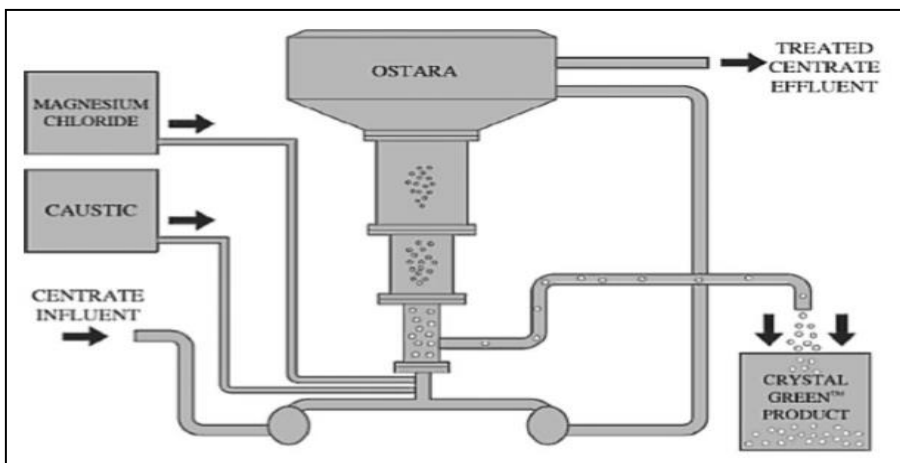 OSTARA
TREATED
CENTRATE
EFFLUENT
MAGNESIUM
CHLORIDE
CAUSTIC
CENTRATE
INFLUENT
CRYSTAL
GREEN™
PRODUCT